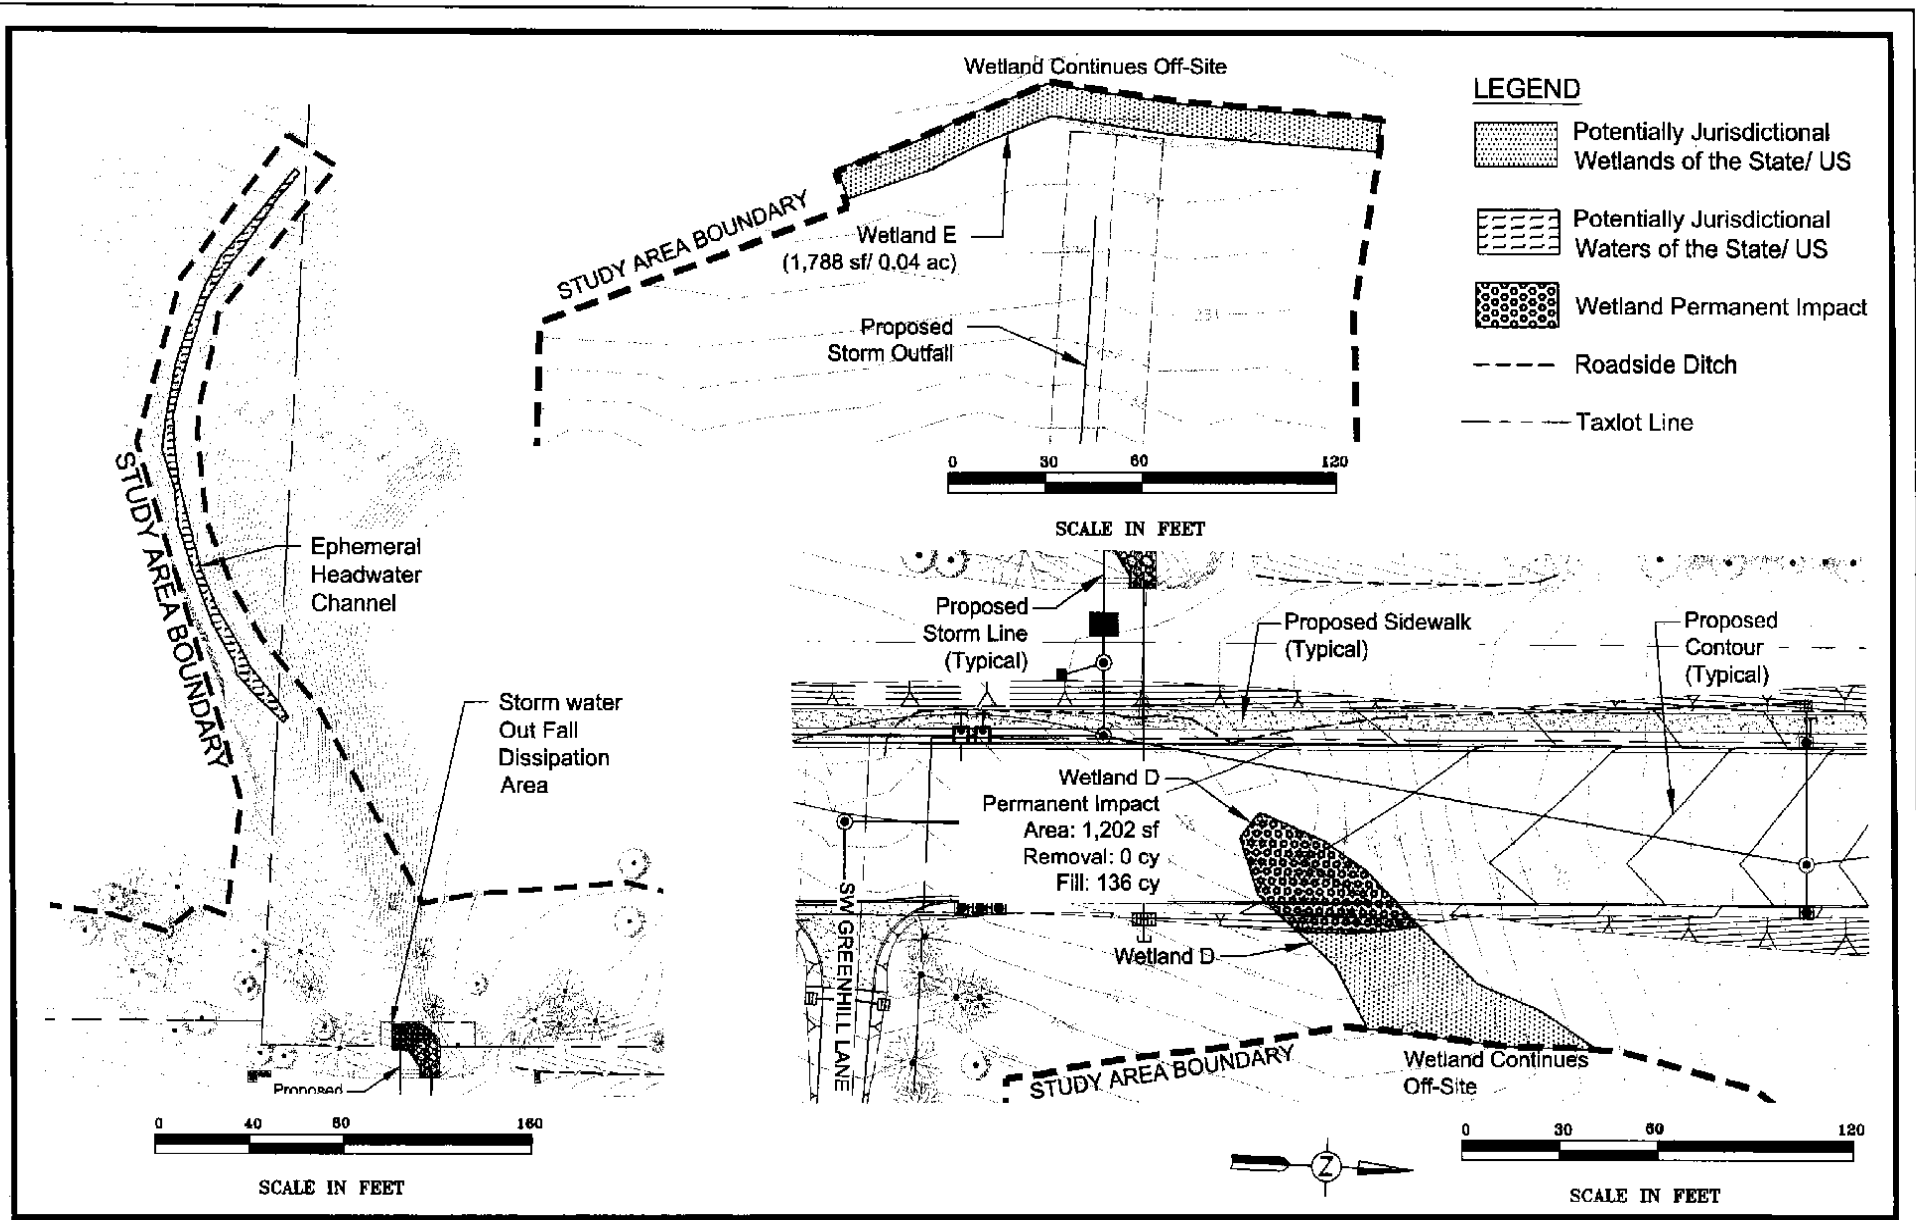 Wetland Continues Off-Site
STUDY AREA BOUNDARY
Wetland E
(1,788 sf/ 0.04 ac)
Proposed
Storm Outfall
231
0 30 60 120
SCALE IN FEET
LEGEND
Potentially Jurisdictional
Wetlands of the State/ US
Potentially Jurisdictional
Waters of the State/ US
Wetland Permanent Impact
Roadside Ditch
Taxlot Line
STUDY AREA BOUNDARY
Ephemeral
Headwater
Channel
Storm water
Out Fall
Dissipation
Area
Proposed
0 40 80 160
SCALE IN FEET
Proposed
Storm Line
(Typical)
Proposed Sidewalk
(Typical)
Proposed
Contour
(Typical)
Wetland D
Permanent Impact
Area: 1,202 sf
Removal: 0 cy
Fill: 136 cy
Wetland D
SW GREENHILL LANE
STUDY AREA BOUNDARY
Wetland Continues
Off-Site
Z
0 30 60 120
SCALE IN FEET